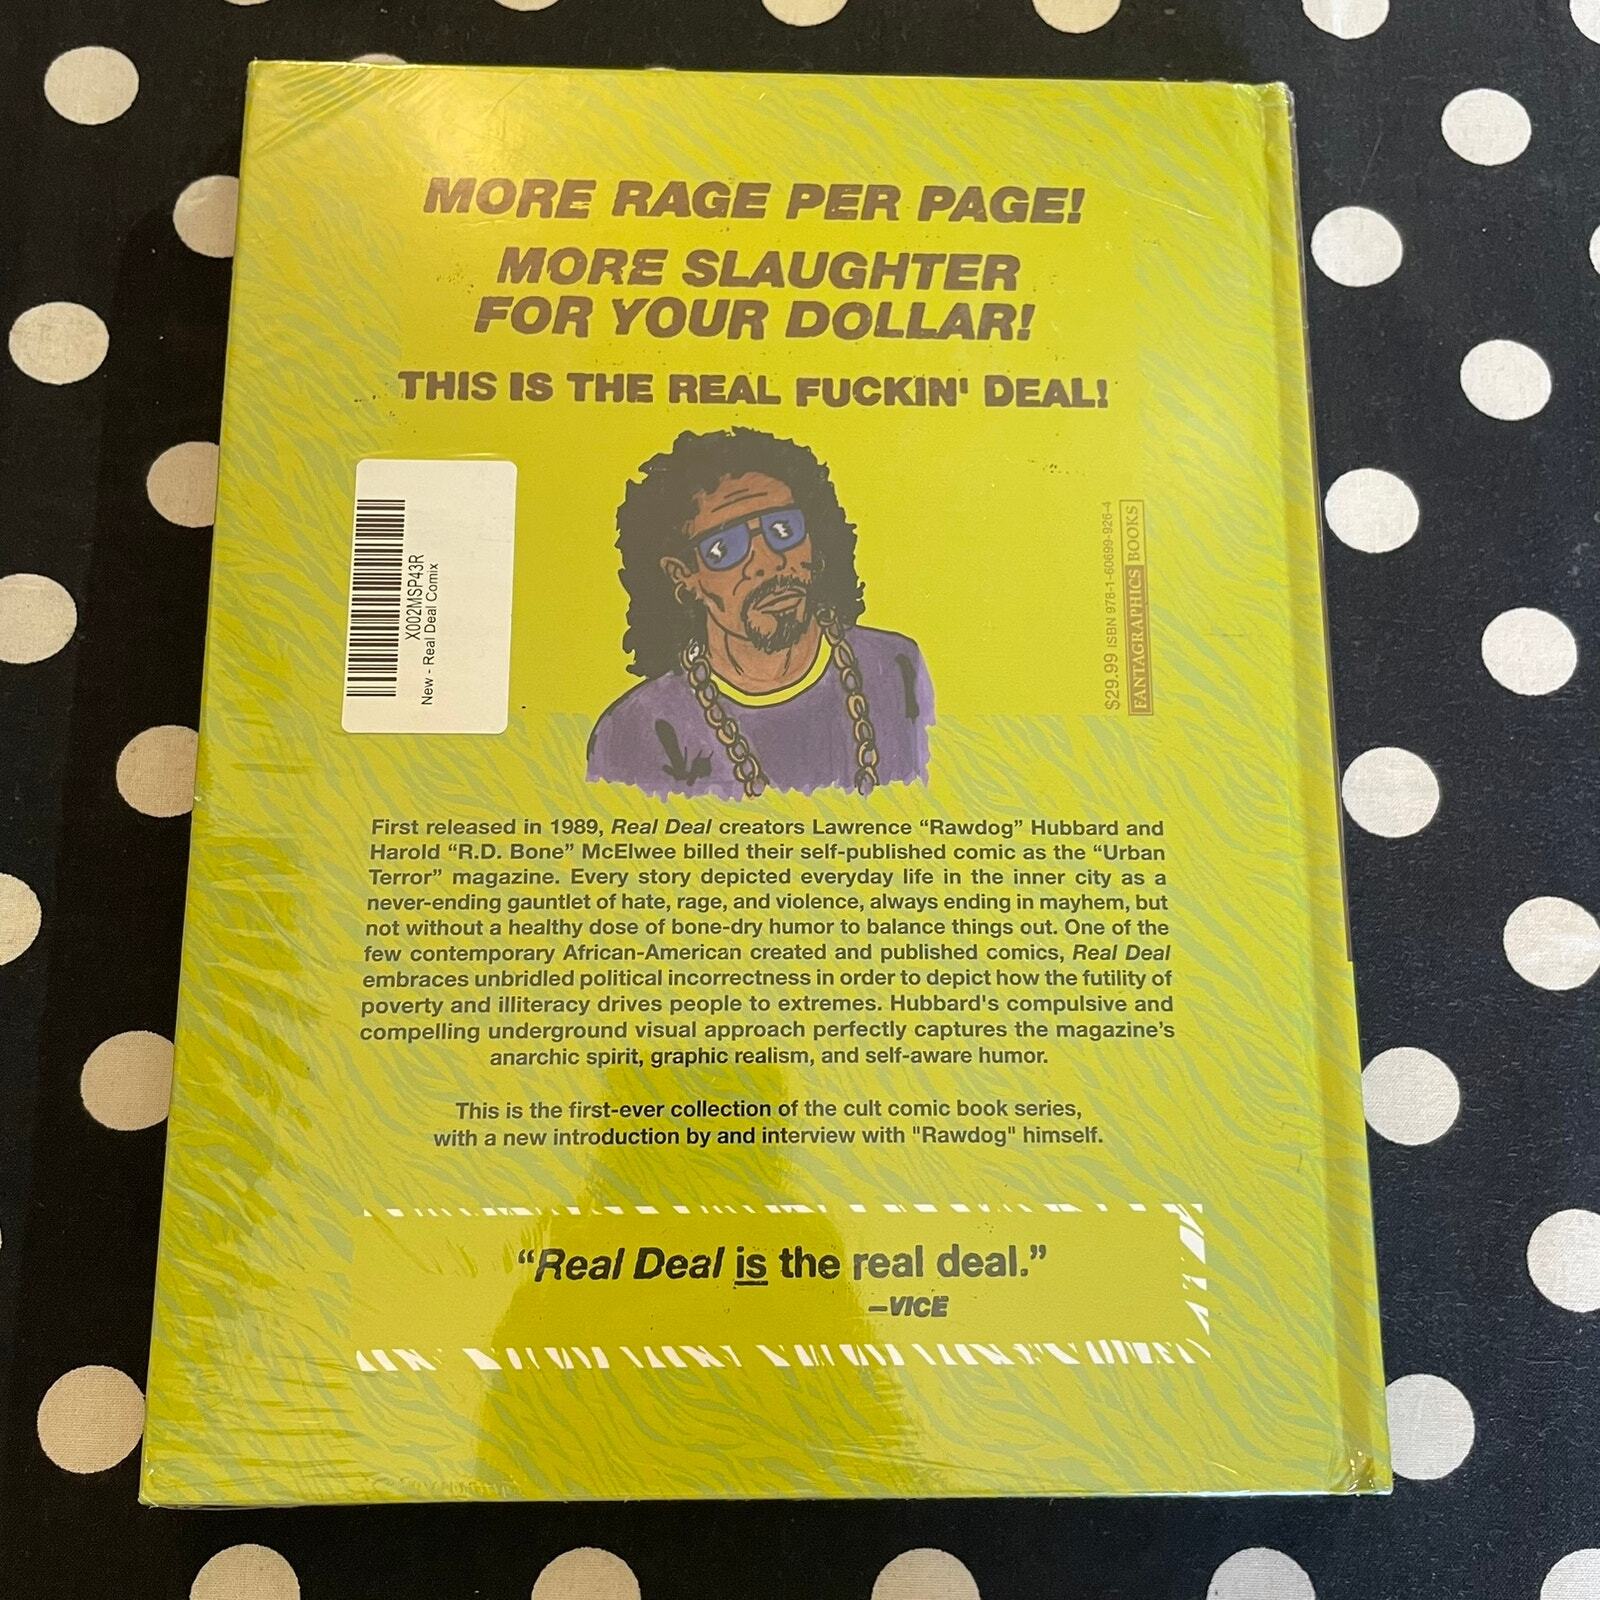 MORE RAGE PER PAGE!
MORE SLAUGHTER
FOR YOUR DOLLAR!
THIS IS THE REAL FUCKIN' DEAL!
X002MSP43R
New - Real Deal Comix
$29.99 ISBN 978-1-60699-926-4
FANTAGRAPHICS BOOKS
First released in 1989, Real Deal creators Lawrence “Rawdog” Hubbard and
Harold “R.D. Bone” McElwee billed their self-published comic as the “Urban
Terror” magazine. Every story depicted everyday life in the inner city as a
never-ending gauntlet of hate, rage, and violence, always ending in mayhem, but
not without a healthy dose of bone-dry humor to balance things out. One of the
few contemporary African-American created and published comics, Real Deal
embraces unbridled political incorrectness in order to depict how the futility of
poverty and illiteracy drives people to extremes. Hubbard's compulsive and
compelling underground visual approach perfectly captures the magazine’s
anarchic spirit, graphic realism, and self-aware humor.
This is the first-ever collection of the cult comic book series,
with a new introduction by and interview with "Rawdog" himself.
“Real Deal is the real deal.”
—VICE